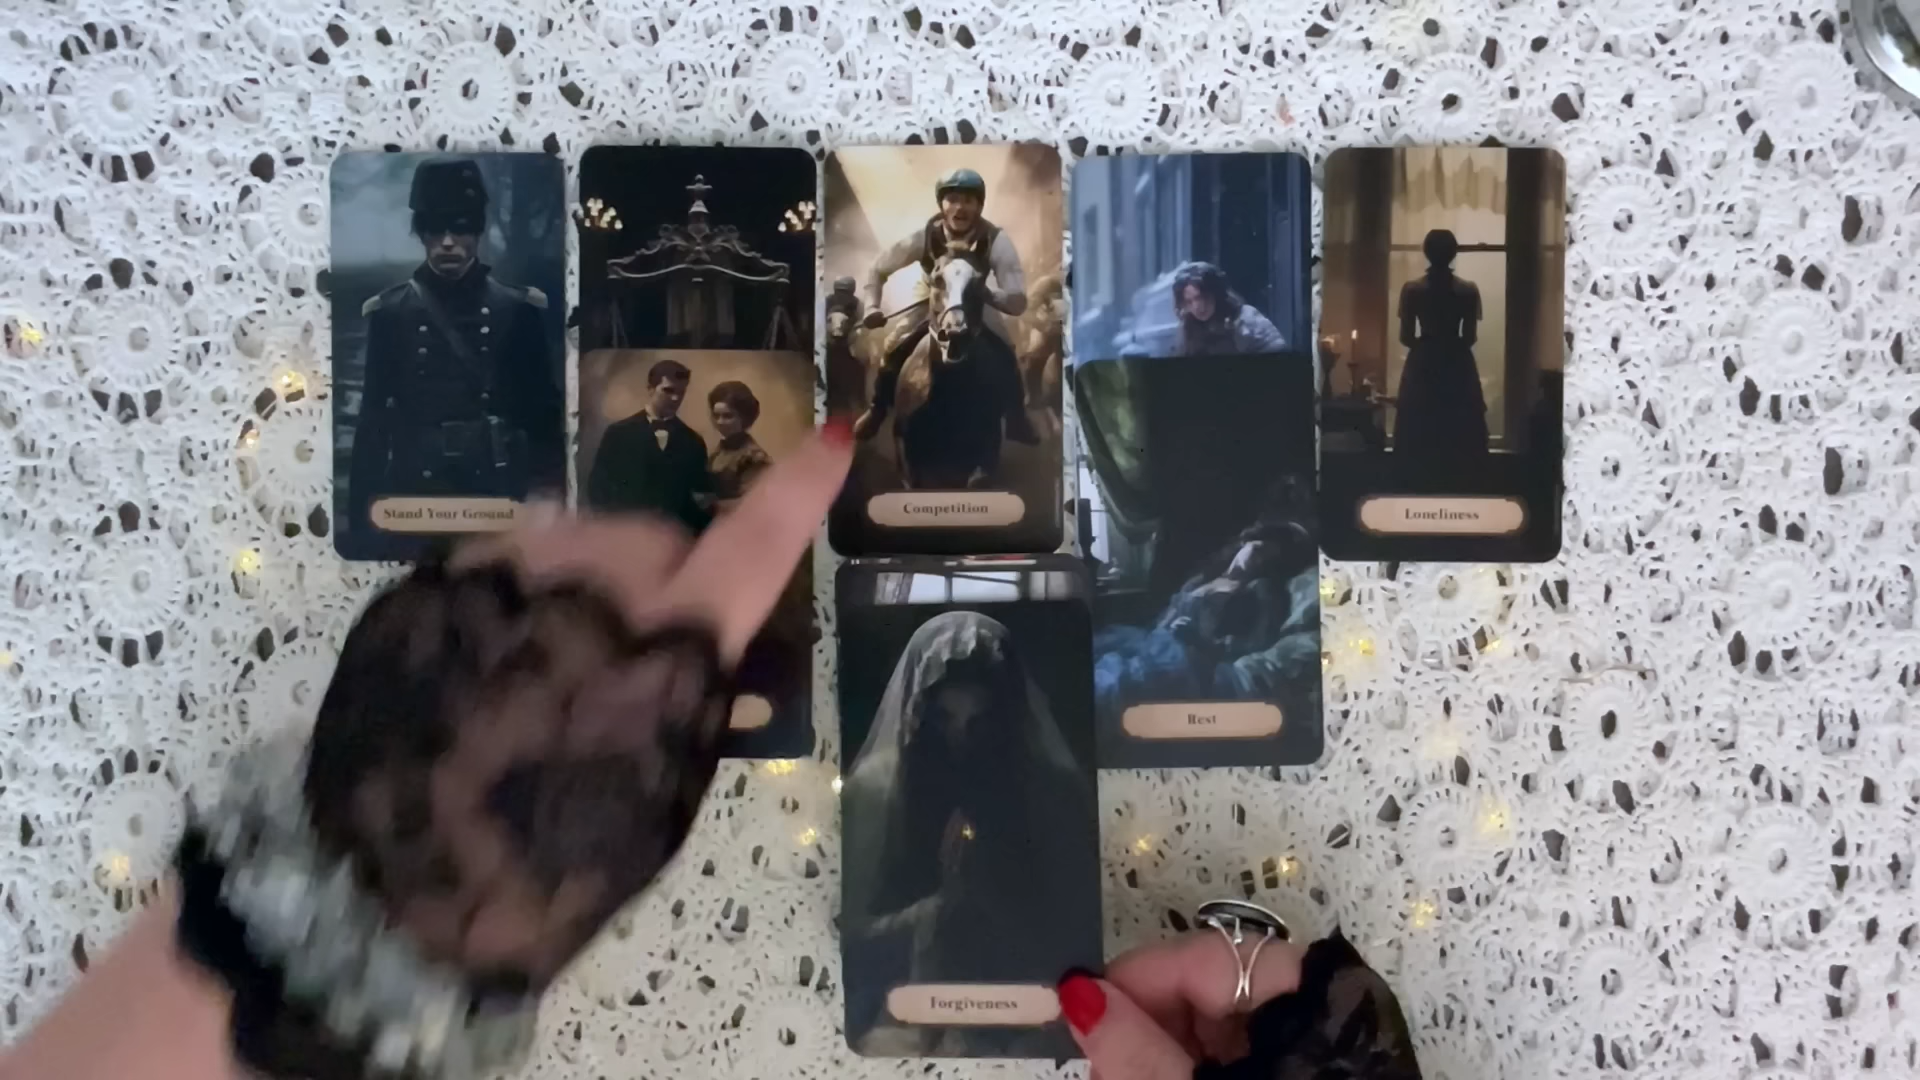 Stand Your Ground
Competition
Loneliness
Rest
Forgiveness